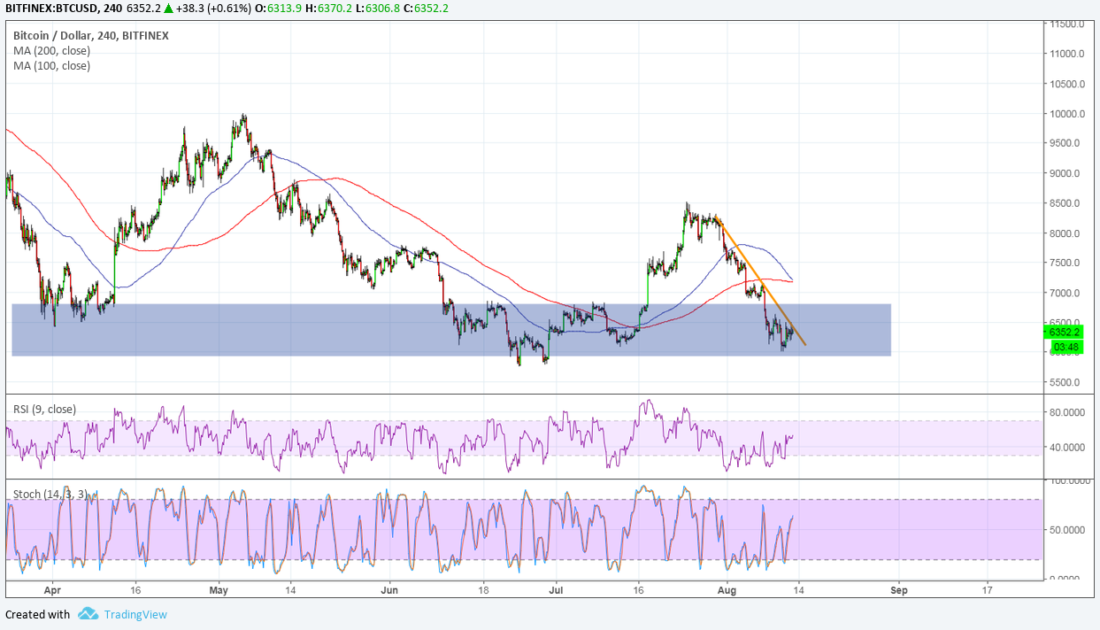 BITFINEX:BTCUSD, 240 6352.2 ▲ +38.3 (+0.61%) O:6313.9 H:6370.2 L:6306.8 C:6352.2
Bitcoin / Dollar, 240, BITFINEX
MA (200, close)
MA (100, close)
11500.0
11000.0
10500.0
10000.0
9500.0
9000.0
8500.0
8000.0
7500.0
7000.0
6500.0
6352.2
03:48
5500.0
RSI (9, close)
80.0000
40.0000
Stoch (14, 3, 3)
100.0000
50.0000
0.0000
Apr 16 May 14 Jun 18 Jul 16 Aug 14 Sep 17
Created with TradingView